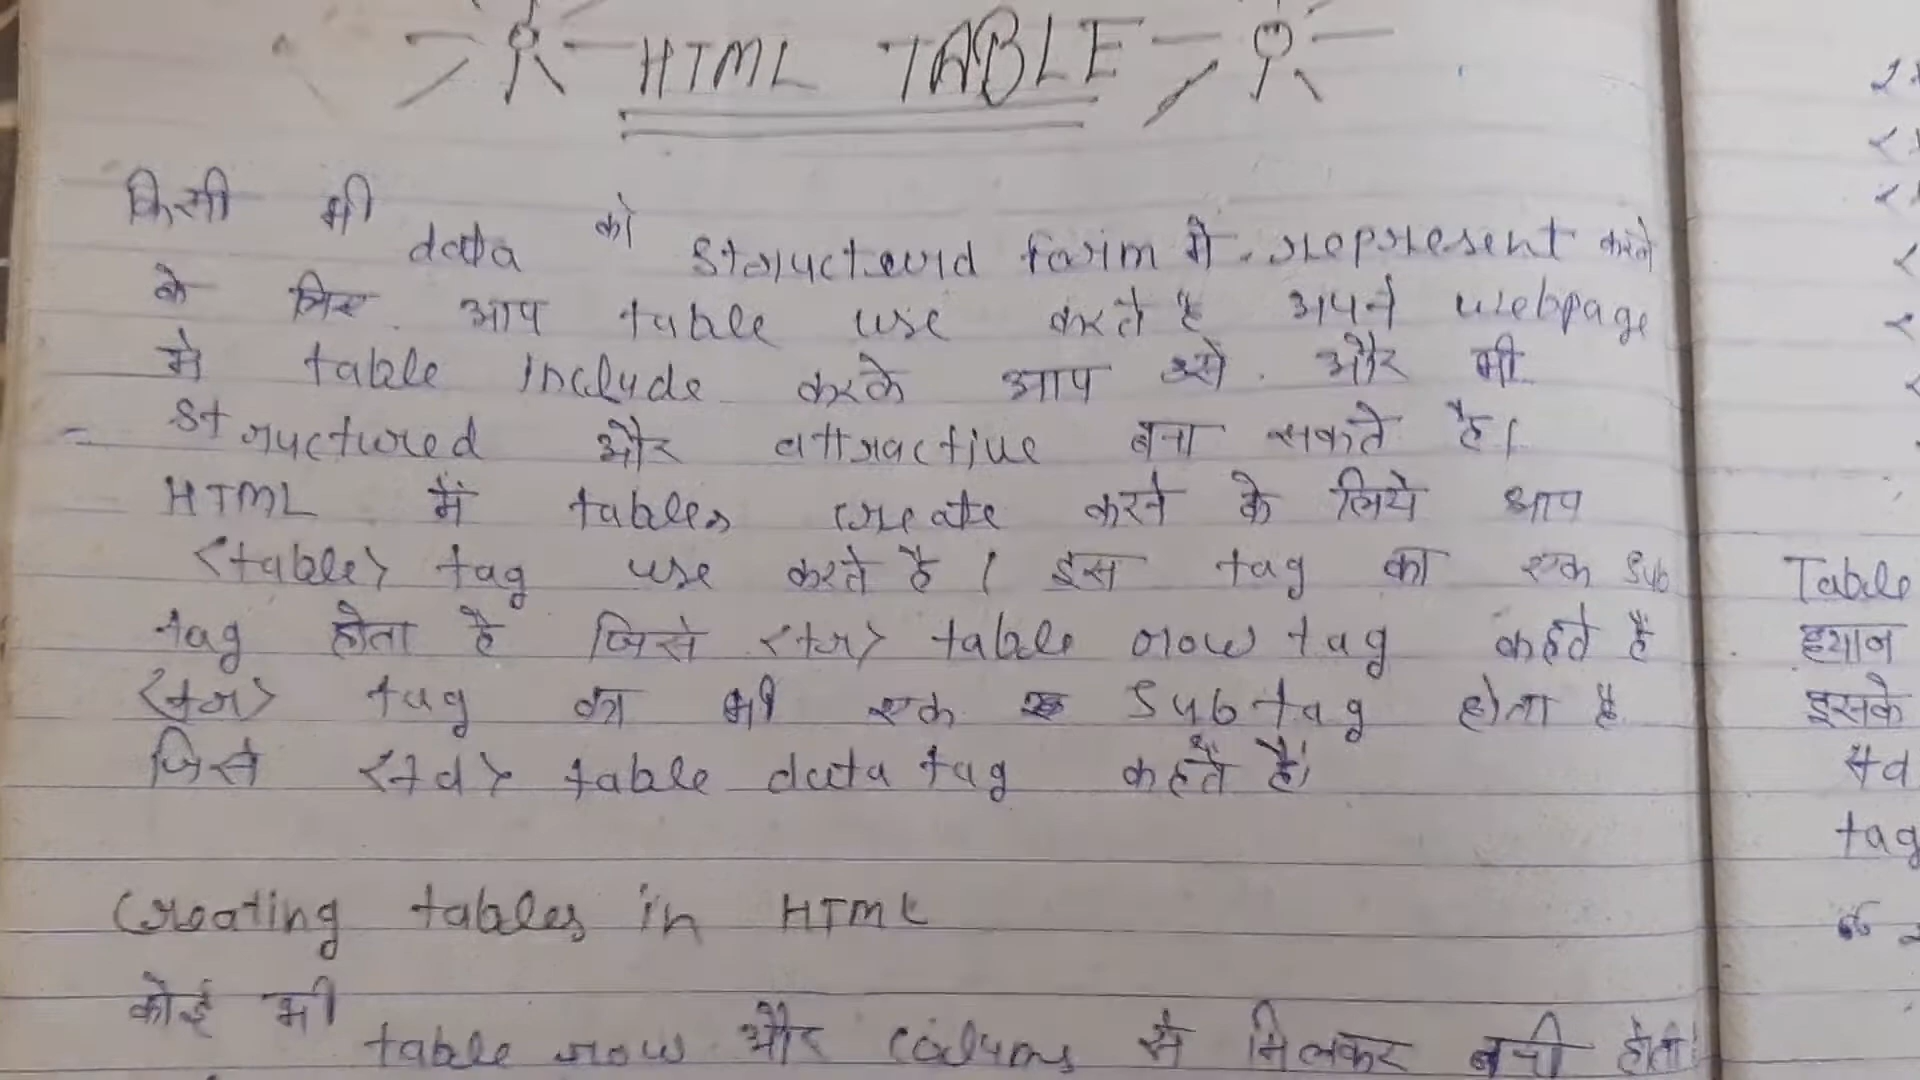 HTML TABLE
किसी भी data को structured form में represent करने
के लिए आप table use करते है अपने webpage
मे table include करके आप और भी
structured और attractive बना सकते है।
HTML में tables create करने के लिये आप
<table> tag use करते है। इस tag का एक sub
tag होता है जिसे <tr> table row tag कहते है
<tr> tag का भी एक Subtag होता है
जिसे <td> table data tag कहते है।
Creating tables in HTML
कोई भी table row और colums से मिलकर बनी होती
Table
इसके
td
tag